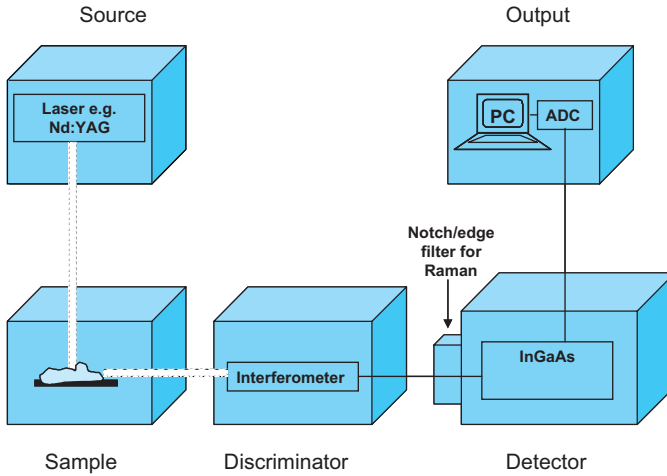 Source
Output
Laser e.g.
Nd:YAG
PC
ADC
Notch/edge
filter for
Raman
Interferometer
InGaAs
Sample
Discriminator
Detector